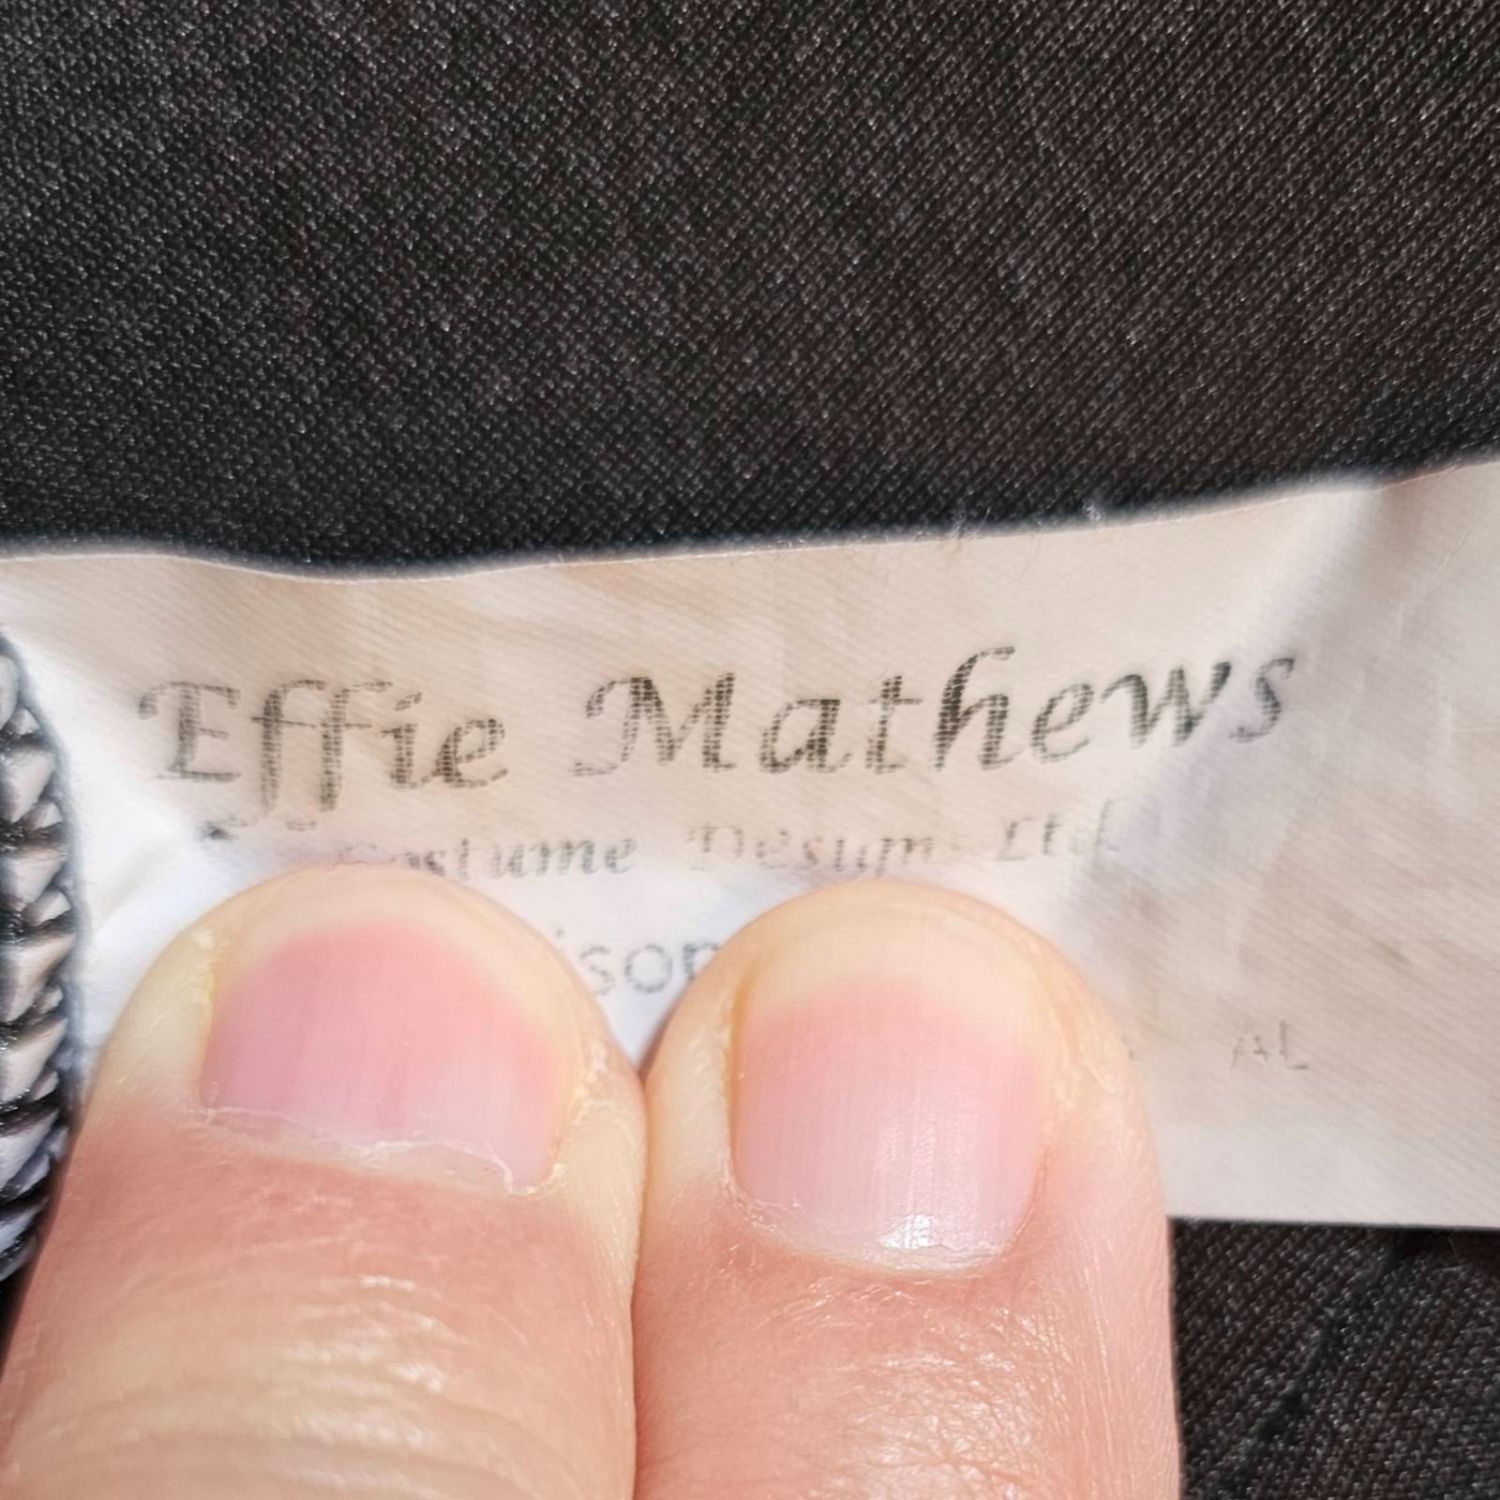 Effie Mathews
Costume Design Ltd
AL